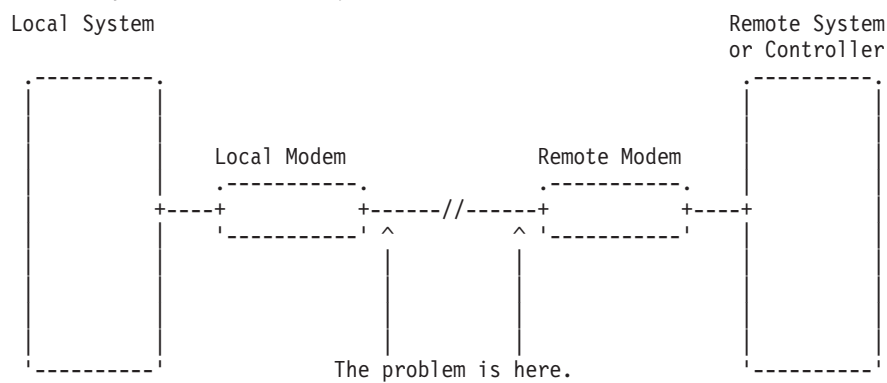 Local System
Remote System
or Controller
Local Modem
Remote Modem
The problem is here.